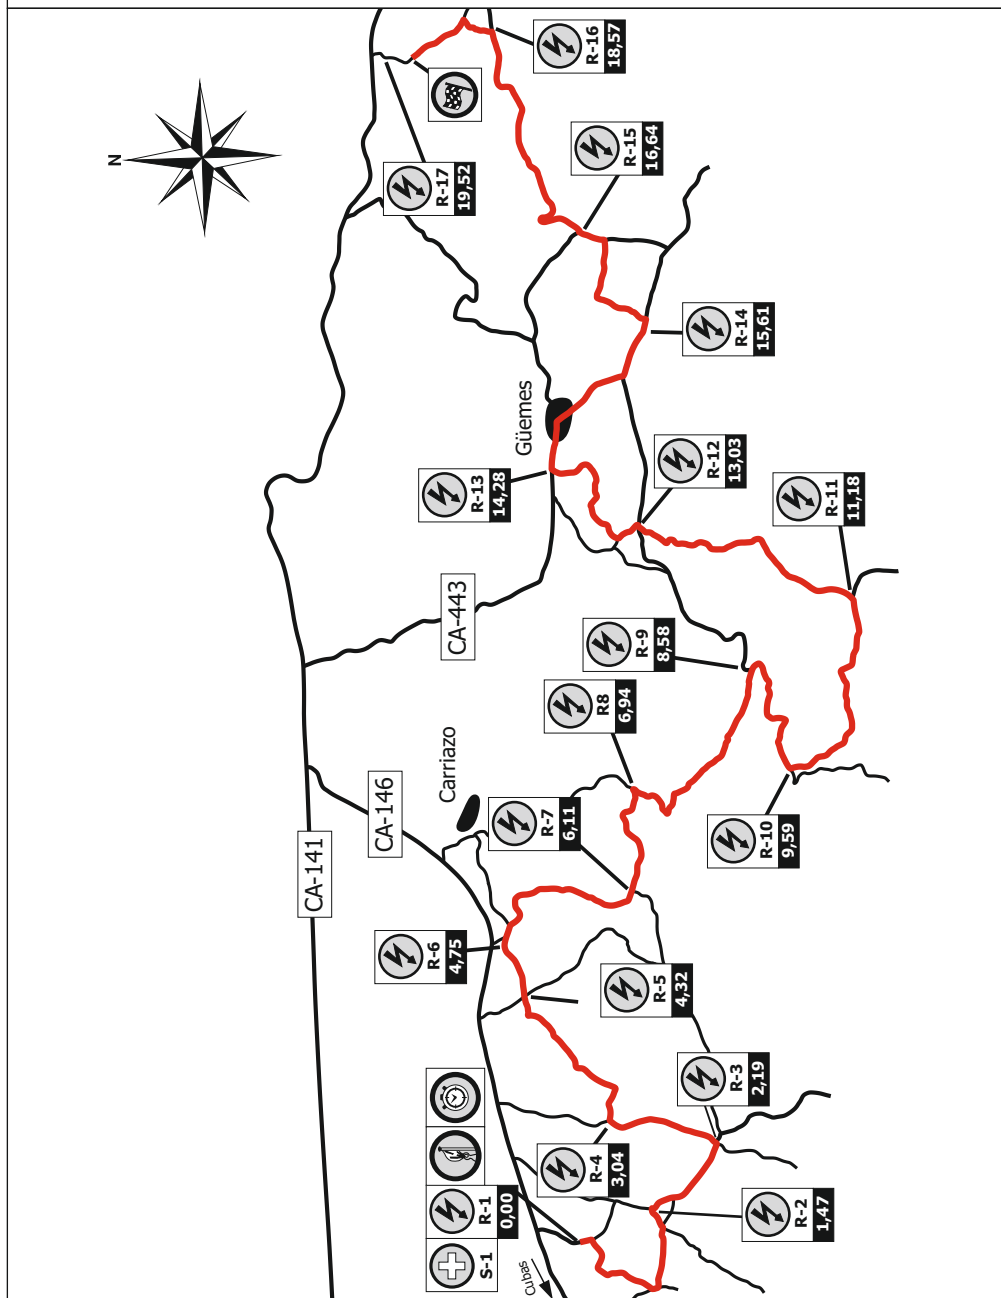 N
R-16
18,57
R-15
16,64
R-17
19,52
R-14
15,61
Güemes
R-13
14,28
R-12
13,03
R-11
11,18
CA-443
R-9
8,58
R8
6,94
Carriazo
CA-146
CA-141
R-7
6,11
R-10
9,59
R-6
4,75
R-5
4,32
R-3
2,19
R-4
3,04
R-1
0,00
R-2
1,47
S-1
Cubas